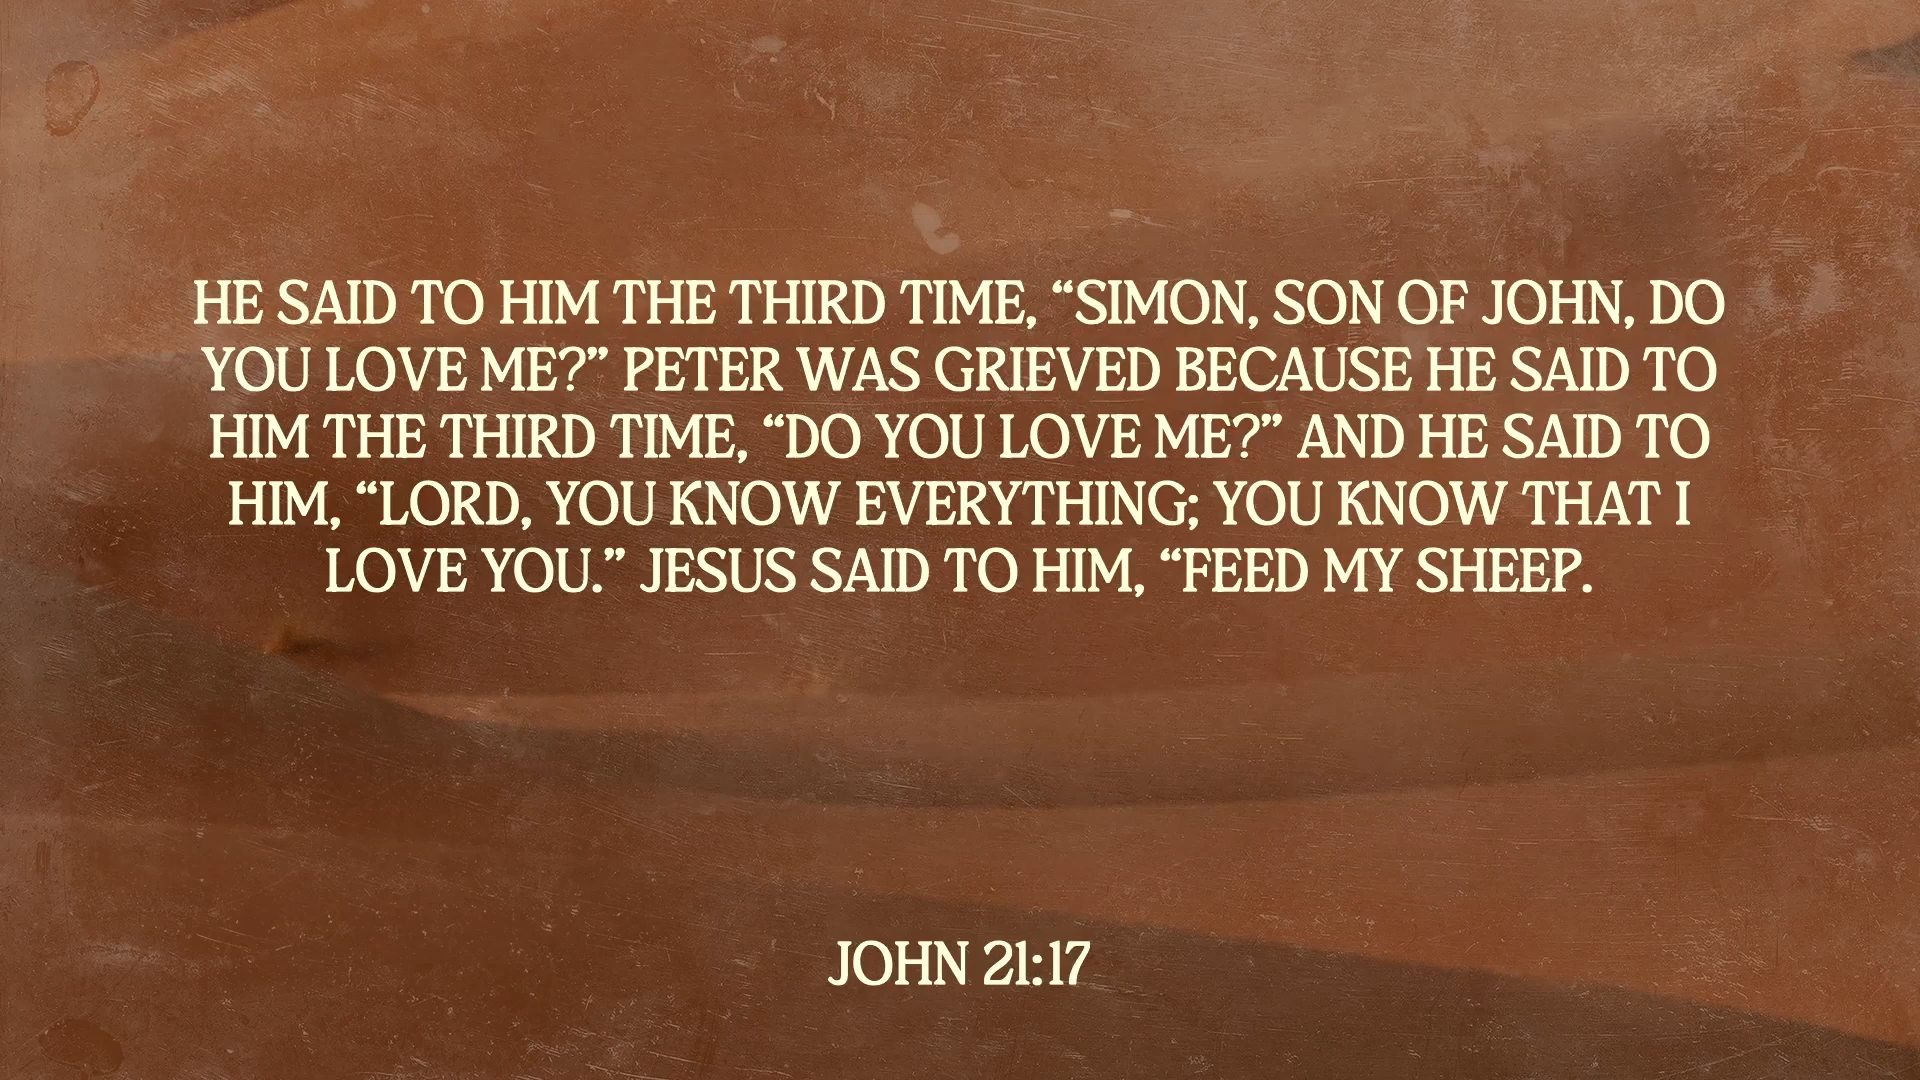 HE SAID TO HIM THE THIRD TIME, “SIMON, SON OF JOHN, DO
YOU LOVE ME?” PETER WAS GRIEVED BECAUSE HE SAID TO
HIM THE THIRD TIME, “DO YOU LOVE ME?” AND HE SAID TO
HIM, “LORD, YOU KNOW EVERYTHING; YOU KNOW THAT I
LOVE YOU.” JESUS SAID TO HIM, “FEED MY SHEEP.
JOHN 21:17